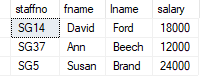 staffno fname lname salary
SG14 David Ford 18000
SG37 Ann Beech 12000
SG5 Susan Brand 24000